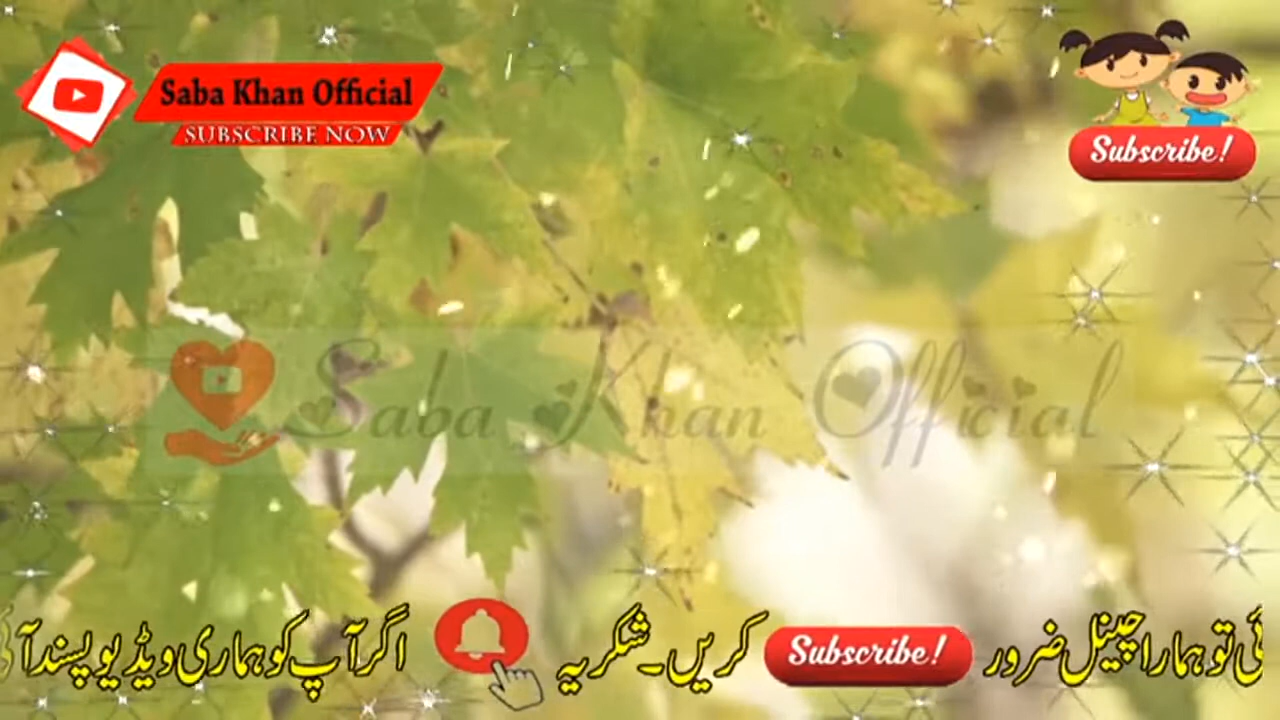 Saba Khan Official
SUBSCRIBE NOW
Subscribe!
Saba Khan Official
ئی تو ہمارا چینل ضرور Subscribe! کریں۔ شکریہ اگر آپ کو ہماری ویڈیو پسند آئی